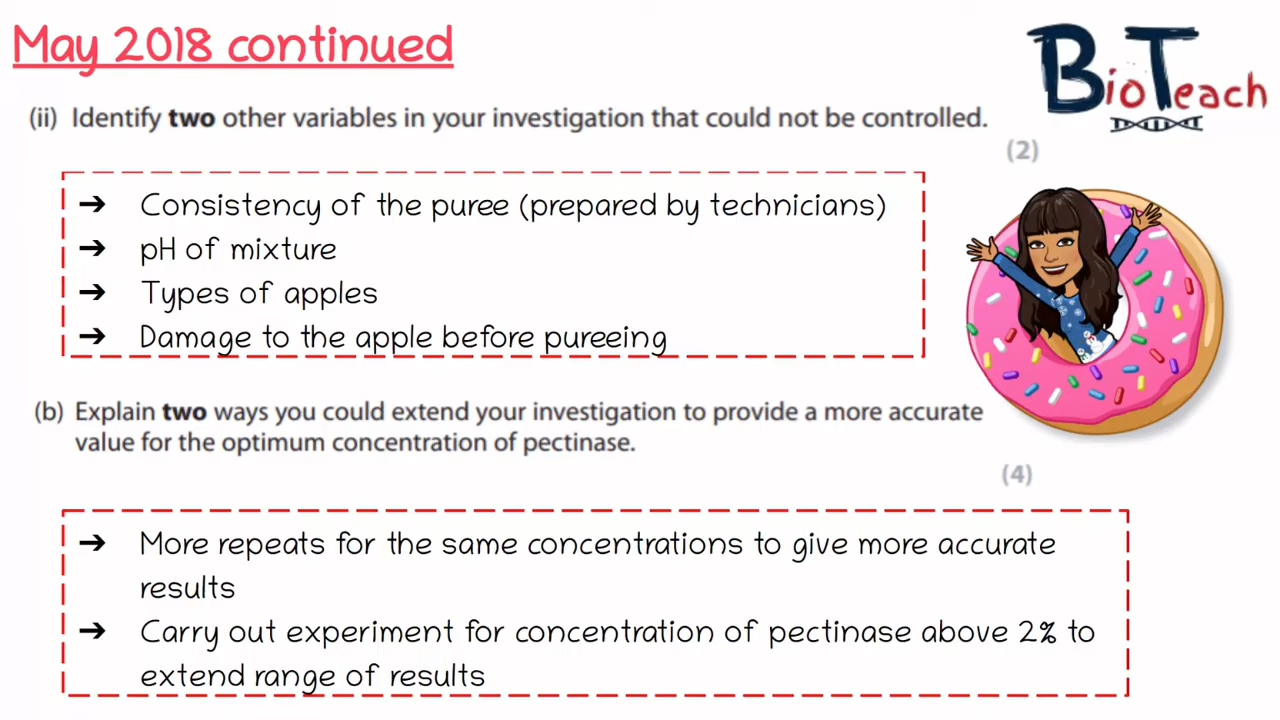 May 2018 continued
BioTeach
(ii) Identify two other variables in your investigation that could not be controlled.
(2)
➔ Consistency of the puree (prepared by technicians)
➔ pH of mixture
➔ Types of apples
➔ Damage to the apple before pureeing
(b) Explain two ways you could extend your investigation to provide a more accurate
value for the optimum concentration of pectinase.
(4)
➔ More repeats for the same concentrations to give more accurate
results
➔ Carry out experiment for concentration of pectinase above 2% to
extend range of results